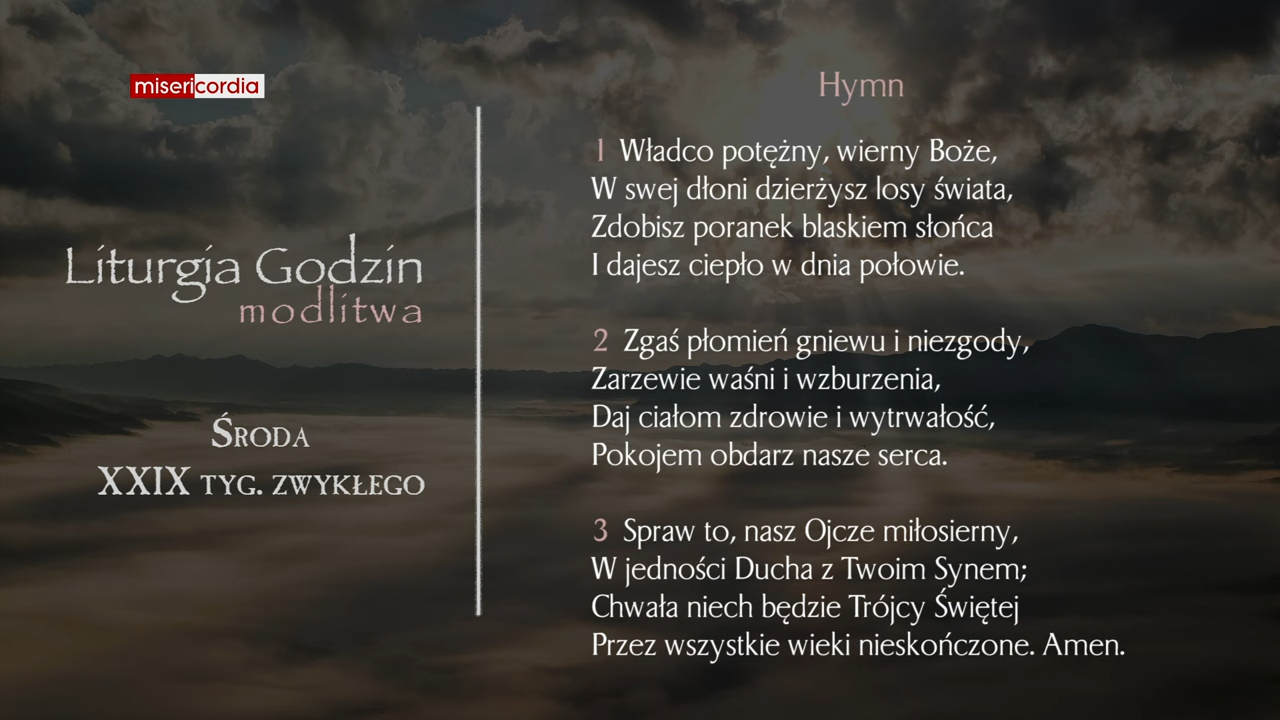 misericordia
Liturgia Godzin
modlitwa
Środa
XXIX tyg. zwykłego
Hymn
1 Władco potężny, wierny Boże,
W swej dłoni dzierżysz losy świata,
Zdobisz poranek blaskiem słońca
I dajesz ciepło w dnia połowie.
2 Zgaś płomień gniewu i niezgody,
Zarzewie waśni i wzburzenia,
Daj ciałom zdrowie i wytrwałość,
Pokojem obdarz nasze serca.
3 Spraw to, nasz Ojcze miłosierny,
W jedności Ducha z Twoim Synem;
Chwała niech będzie Trójcy Świętej
Przez wszystkie wieki nieskończone. Amen.